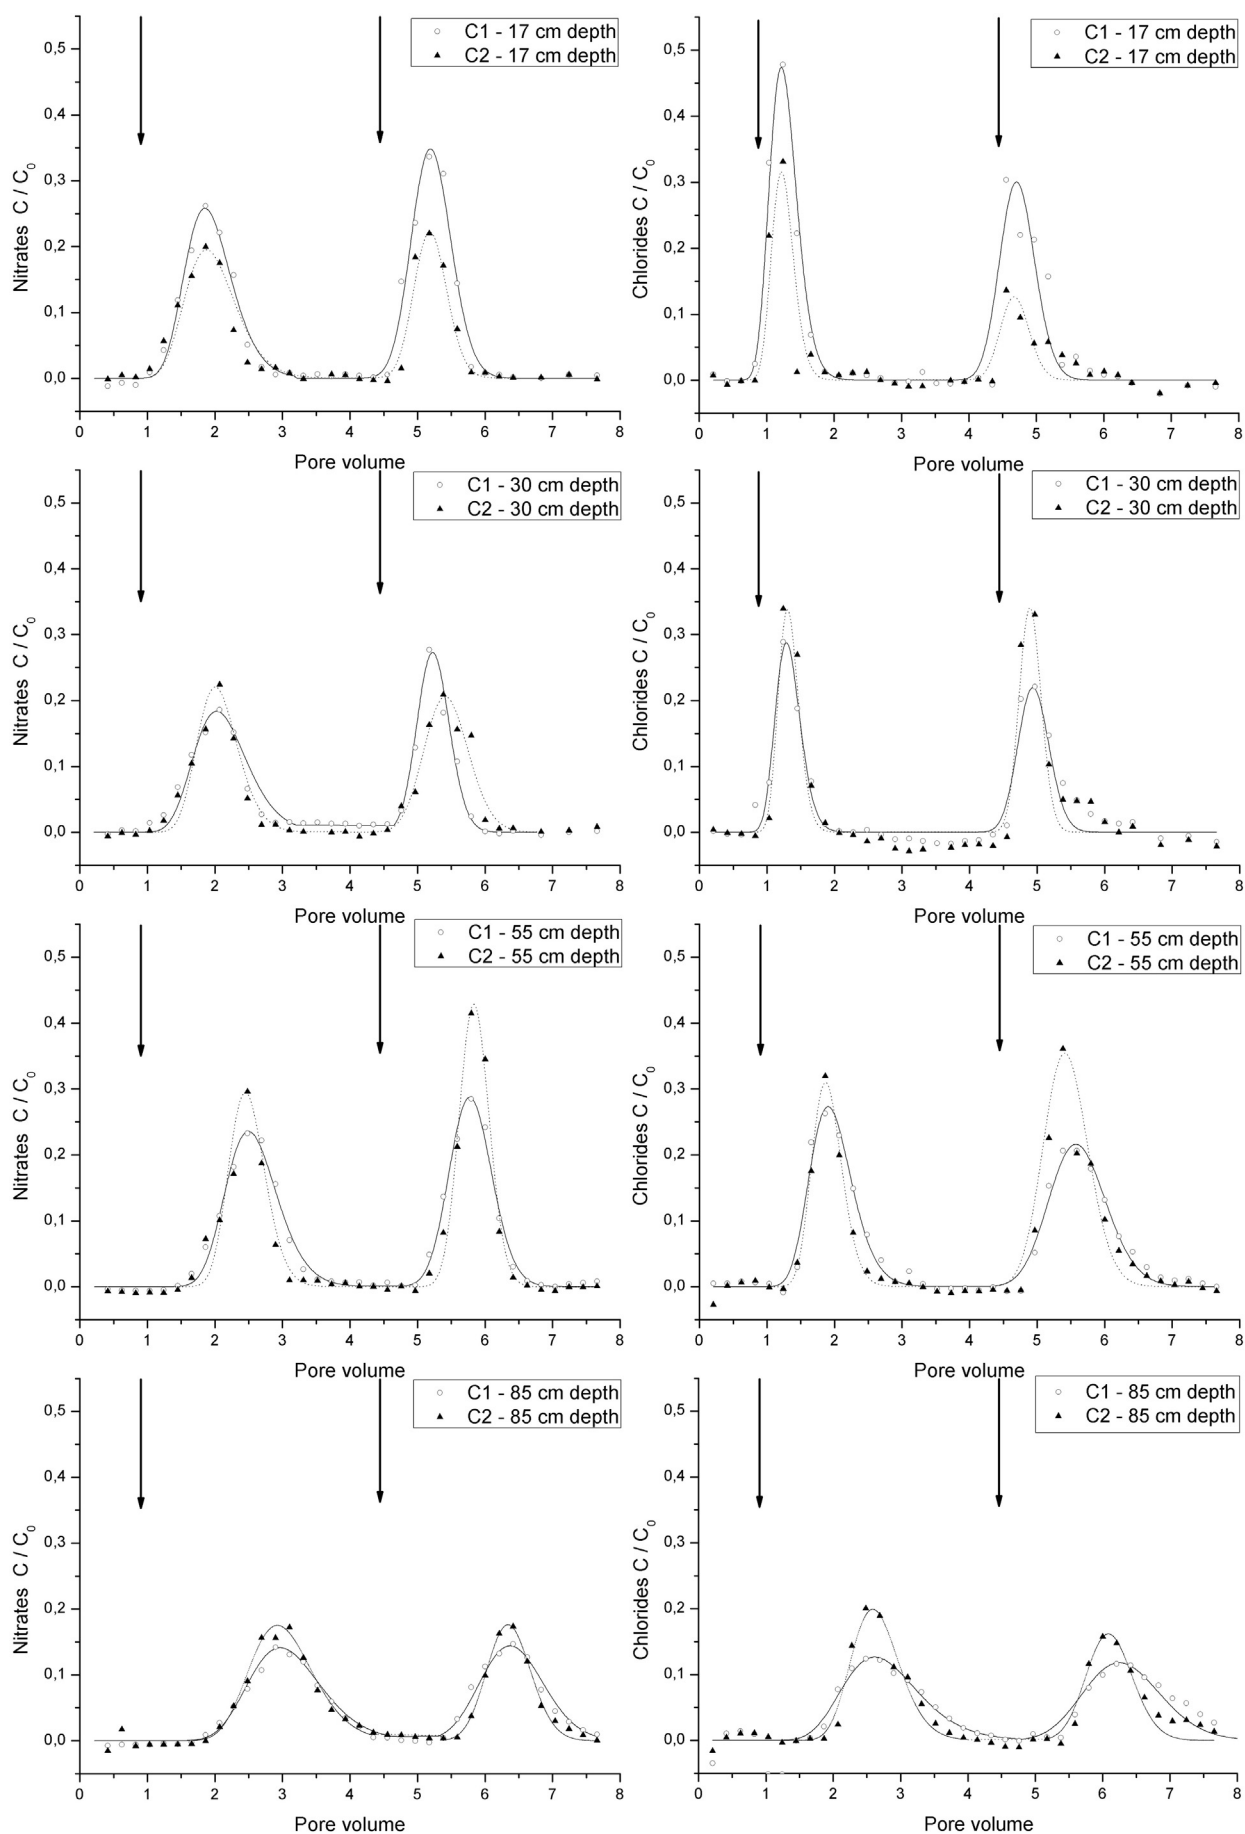 C1 - 17 cm depth
C2 - 17 cm depth
Nitrates C / C0
0,5
0,4
0,3
0,2
0,1
0,0
0 1 2 3 4 5 6 7 8
Pore volume
C1 - 17 cm depth
C2 - 17 cm depth
Chlorides C / C0
0,5
0,4
0,3
0,2
0,1
0,0
0 1 2 3 4 5 6 7 8
Pore volume
C1 - 30 cm depth
C2 - 30 cm depth
Nitrates C / C0
0,5
0,4
0,3
0,2
0,1
0,0
0 1 2 3 4 5 6 7 8
Pore volume
C1 - 30 cm depth
C2 - 30 cm depth
Chlorides C / C0
0,5
0,4
0,3
0,2
0,1
0,0
0 1 2 3 4 5 6 7 8
Pore volume
C1 - 55 cm depth
C2 - 55 cm depth
Nitrates C / C0
0,5
0,4
0,3
0,2
0,1
0,0
0 1 2 3 4 5 6 7 8
Pore volume
C1 - 55 cm depth
C2 - 55 cm depth
Chlorides C / C0
0,5
0,4
0,3
0,2
0,1
0,0
0 1 2 3 4 5 6 7 8
Pore volume
C1 - 85 cm depth
C2 - 85 cm depth
Nitrates C / C0
0,5
0,4
0,3
0,2
0,1
0,0
0 1 2 3 4 5 6 7 8
Pore volume
C1 - 85 cm depth
C2 - 85 cm depth
Chlorides C / C0
0,5
0,4
0,3
0,2
0,1
0,0
0 1 2 3 4 5 6 7 8
Pore volume